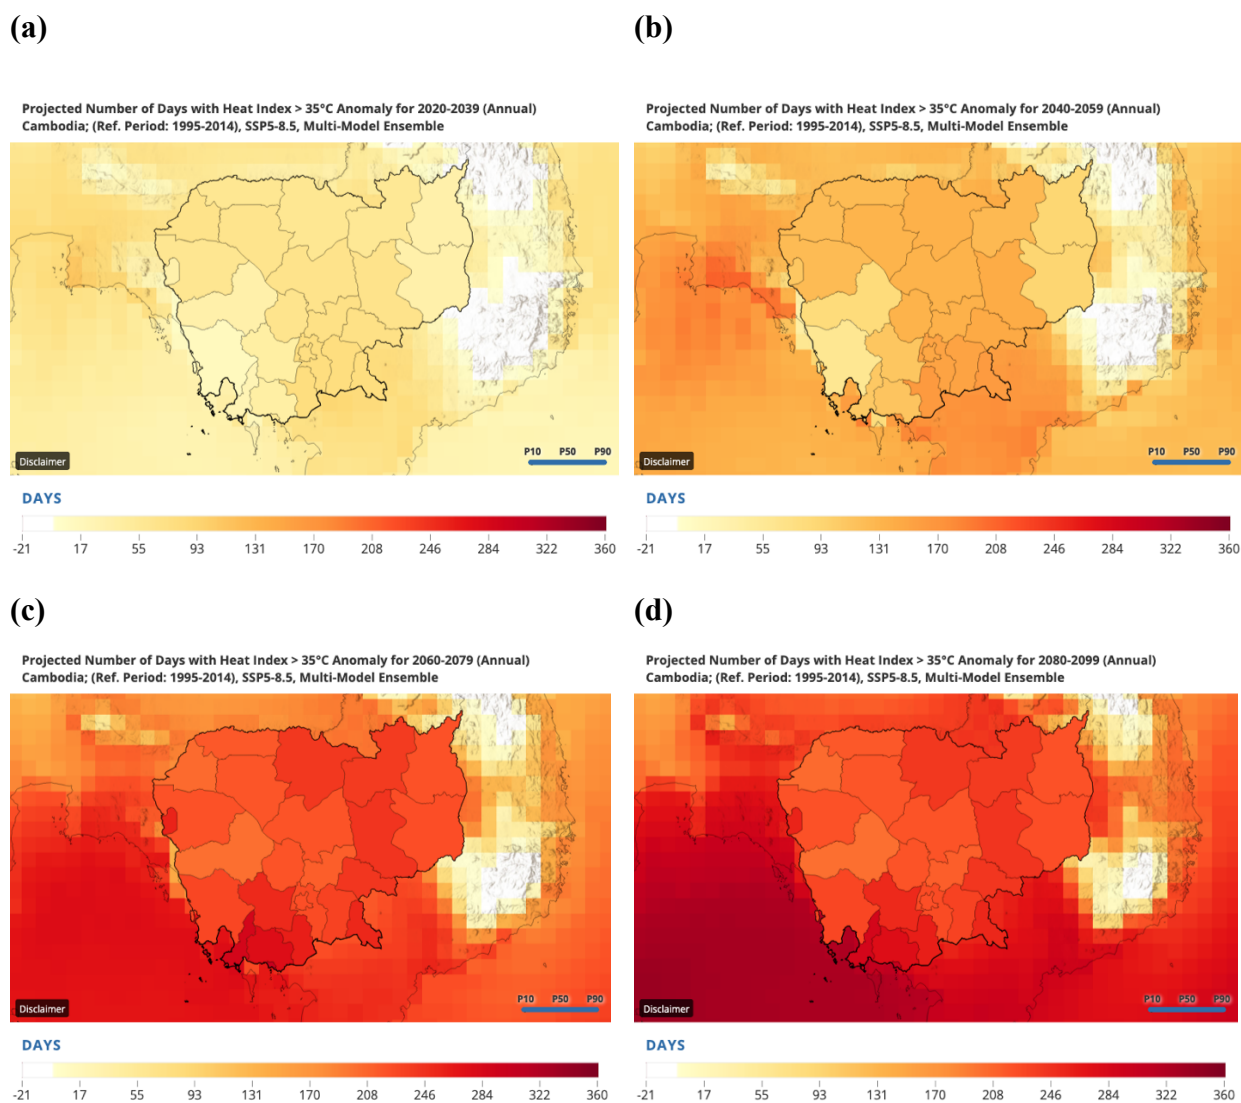 (a)
Projected Number of Days with Heat Index > 35°C Anomaly for 2020-2039 (Annual)
Cambodia; (Ref. Period: 1995-2014), SSP5-8.5, Multi-Model Ensemble
P10 P50 P90
Disclaimer
DAYS
-21 17 55 93 131 170 208 246 284 322 360
(b)
Projected Number of Days with Heat Index > 35°C Anomaly for 2040-2059 (Annual)
Cambodia; (Ref. Period: 1995-2014), SSP5-8.5, Multi-Model Ensemble
P10 P50 P90
Disclaimer
DAYS
-21 17 55 93 131 170 208 246 284 322 360
(c)
Projected Number of Days with Heat Index > 35°C Anomaly for 2060-2079 (Annual)
Cambodia; (Ref. Period: 1995-2014), SSP5-8.5, Multi-Model Ensemble
P10 P50 P90
Disclaimer
DAYS
-21 17 55 93 131 170 208 246 284 322 360
(d)
Projected Number of Days with Heat Index > 35°C Anomaly for 2080-2099 (Annual)
Cambodia; (Ref. Period: 1995-2014), SSP5-8.5, Multi-Model Ensemble
P10 P50 P90
Disclaimer
DAYS
-21 17 55 93 131 170 208 246 284 322 360